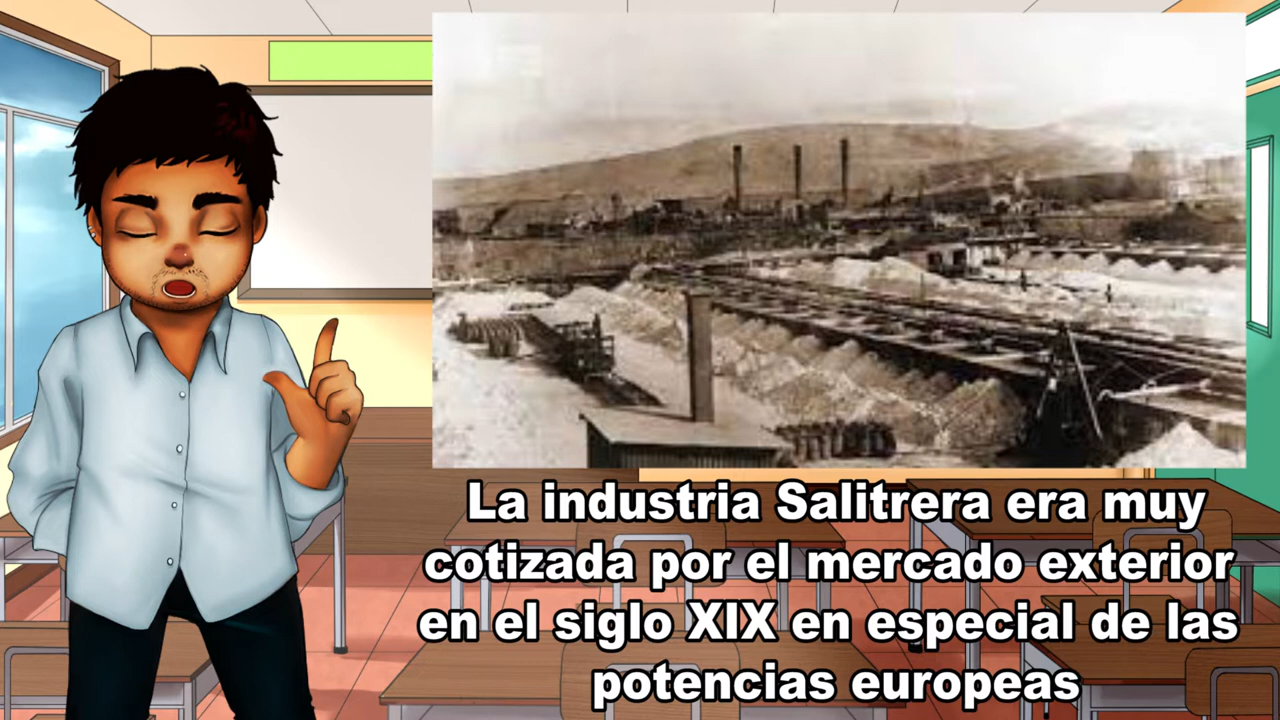 La industria Salitrera era muy
cotizada por el mercado exterior
en el siglo XIX en especial de las
potencias europeas